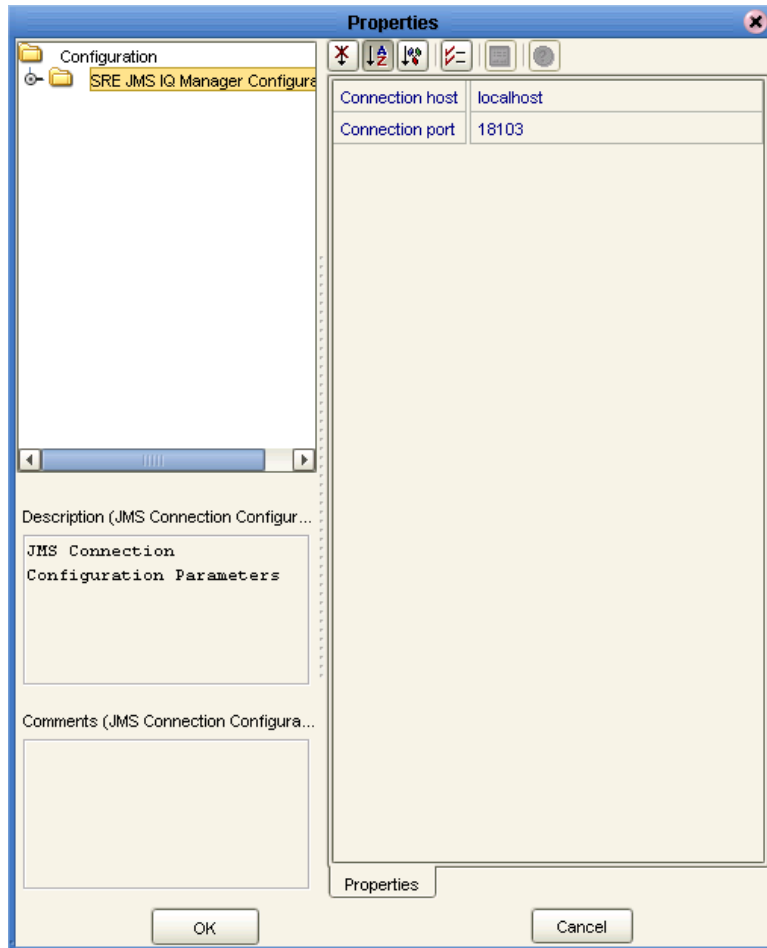 Properties
Configuration
SRE JMS IQ Manager Configura
Connection host localhost
Connection port 18103
Description (JMS Connection Configur...
JMS Connection
Configuration Parameters
Comments (JMS Connection Configura...
Properties
OK
Cancel